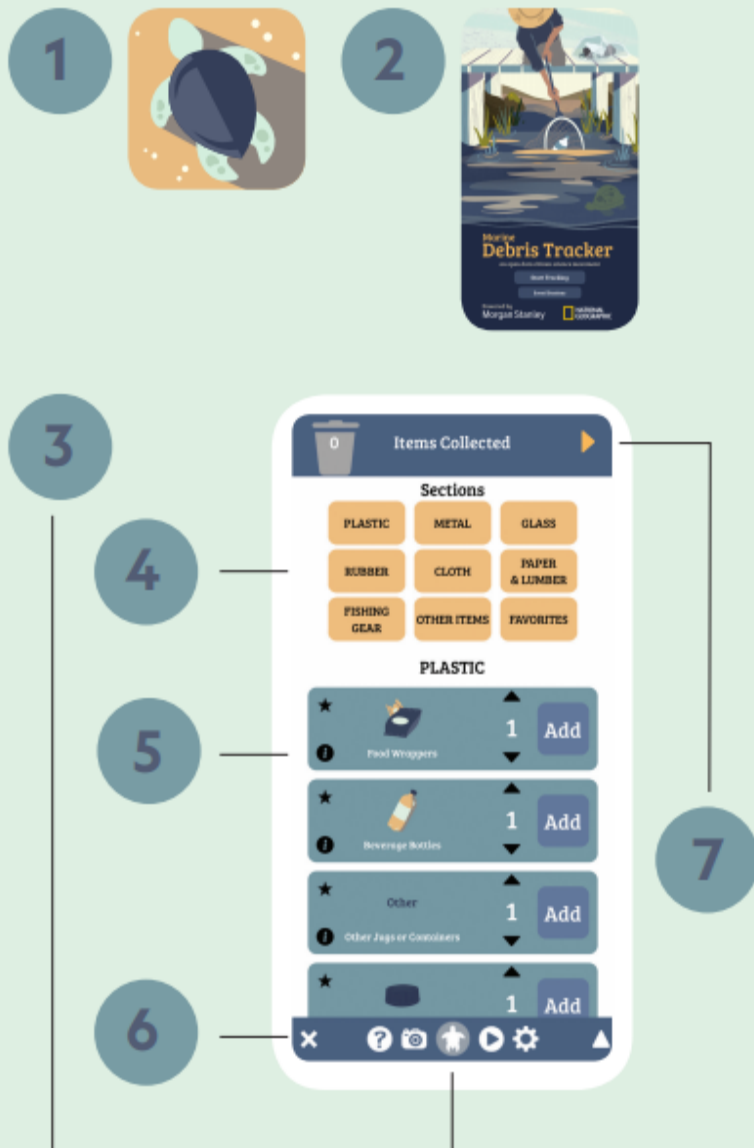 1
2
Marine
Debris Tracker
Start Tracking
Powered by
Morgan Stanley
NATIONAL
GEOGRAPHIC
3
0
Items Collected
Sections
PLASTIC
METAL
GLASS
4
RUBBER
CLOTH
PAPER
& LUMBER
FISHING
GEAR
OTHER ITEMS
FAVORITES
PLASTIC
5
1
Add
Food Wrappers
1
Add
Beverage Bottles
7
Other
1
Add
Other Jugs or Containers
6
1
Add
?